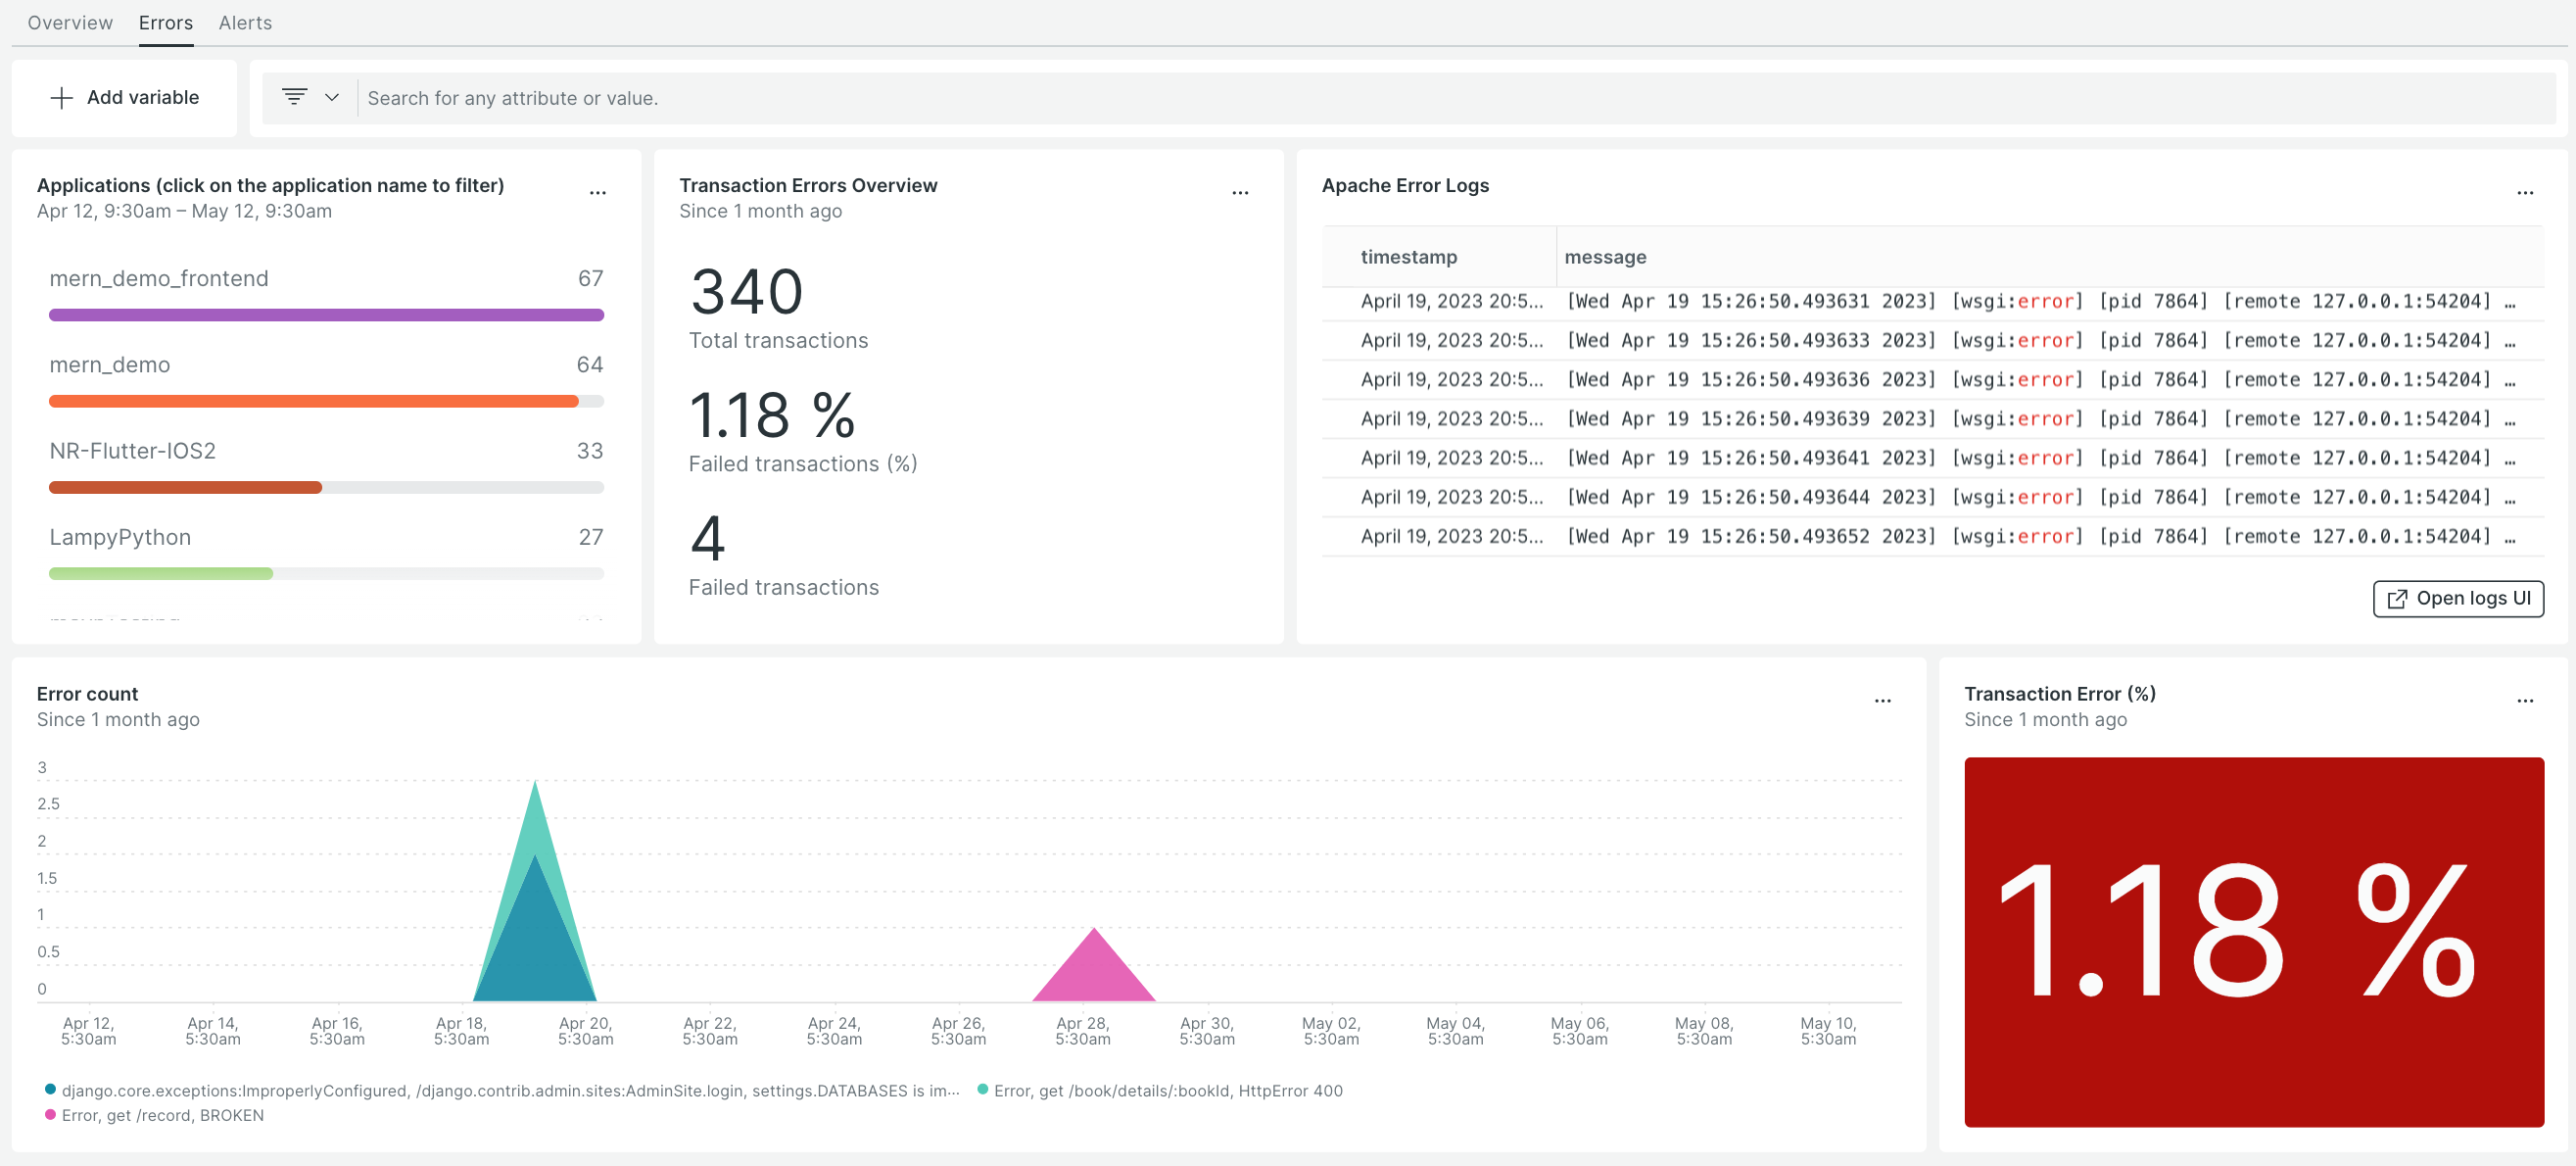 Overview Errors Alerts
Add variable
Search for any attribute or value.
Applications (click on the application name to filter)
Apr 12, 9:30am – May 12, 9:30am
mern_demo_frontend 67
mern_demo 64
NR-Flutter-IOS2 33
LampyPython 27
Transaction Errors Overview
Since 1 month ago
340
Total transactions
1.18 %
Failed transactions (%)
4
Failed transactions
Apache Error Logs
timestamp message
April 19, 2023 20:5... [Wed Apr 19 15:26:50.493631 2023] [wsgi:error] [pid 7864] [remote 127.0.0.1:54204] …
April 19, 2023 20:5... [Wed Apr 19 15:26:50.493633 2023] [wsgi:error] [pid 7864] [remote 127.0.0.1:54204] …
April 19, 2023 20:5... [Wed Apr 19 15:26:50.493636 2023] [wsgi:error] [pid 7864] [remote 127.0.0.1:54204] …
April 19, 2023 20:5... [Wed Apr 19 15:26:50.493639 2023] [wsgi:error] [pid 7864] [remote 127.0.0.1:54204] …
April 19, 2023 20:5... [Wed Apr 19 15:26:50.493641 2023] [wsgi:error] [pid 7864] [remote 127.0.0.1:54204] …
April 19, 2023 20:5... [Wed Apr 19 15:26:50.493644 2023] [wsgi:error] [pid 7864] [remote 127.0.0.1:54204] …
April 19, 2023 20:5... [Wed Apr 19 15:26:50.493652 2023] [wsgi:error] [pid 7864] [remote 127.0.0.1:54204] …
Open logs UI
Error count
Since 1 month ago
3
2.5
2
1.5
1
0.5
0
Apr 12, Apr 14, Apr 16, Apr 18, Apr 20, Apr 22, Apr 24, Apr 26, Apr 28, Apr 30, May 02, May 04, May 06, May 08, May 10,
5:30am 5:30am 5:30am 5:30am 5:30am 5:30am 5:30am 5:30am 5:30am 5:30am 5:30am 5:30am 5:30am 5:30am 5:30am
django.core.exceptions:ImproperlyConfigured, /django.contrib.admin.sites:AdminSite.login, settings.DATABASES is im... Error, get /book/details/:bookId, HttpError 400
Error, get /record, BROKEN
Transaction Error (%)
Since 1 month ago
1.18 %